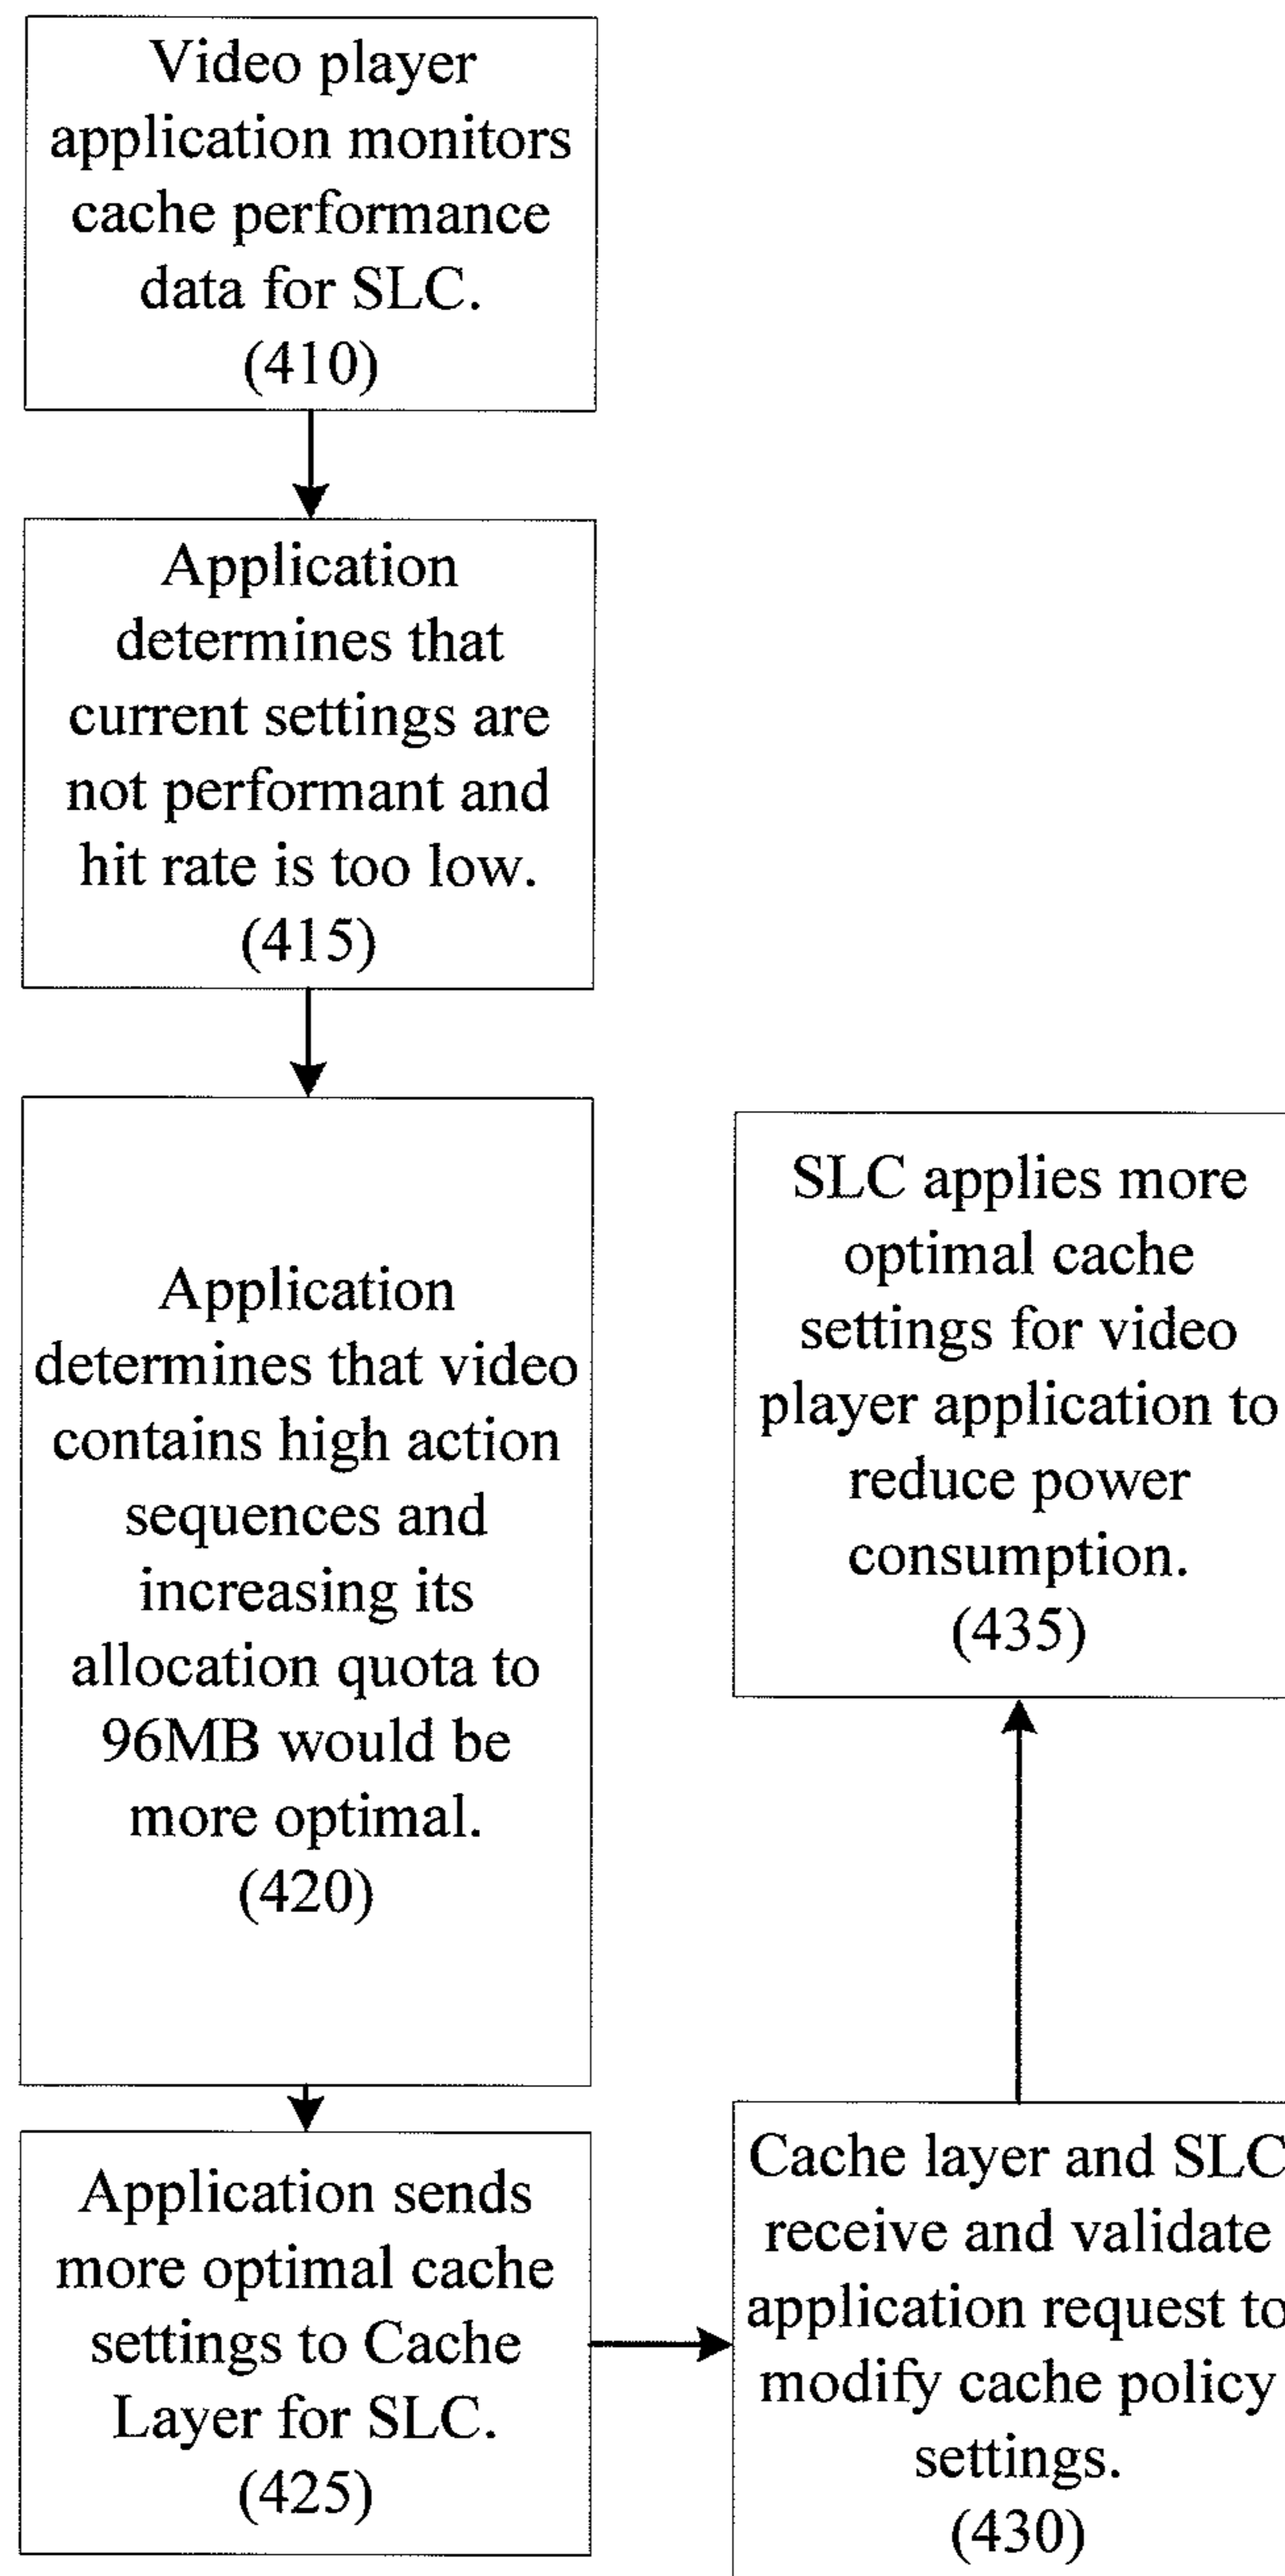 Video player
application monitors
cache performance
data for SLC.
(410)
Application
determines that
current settings are
not performant and
hit rate is too low.
(415)
Application
determines that video
contains high action
sequences and
increasing its
allocation quota to
96MB would be
more optimal.
(420)
Application sends
more optimal cache
settings to Cache
Layer for SLC.
(425)
Cache layer and SLC
receive and validate
application request to
modify cache policy
settings.
(430)
SLC applies more
optimal cache
settings for video
player application to
reduce power
consumption.
(435)